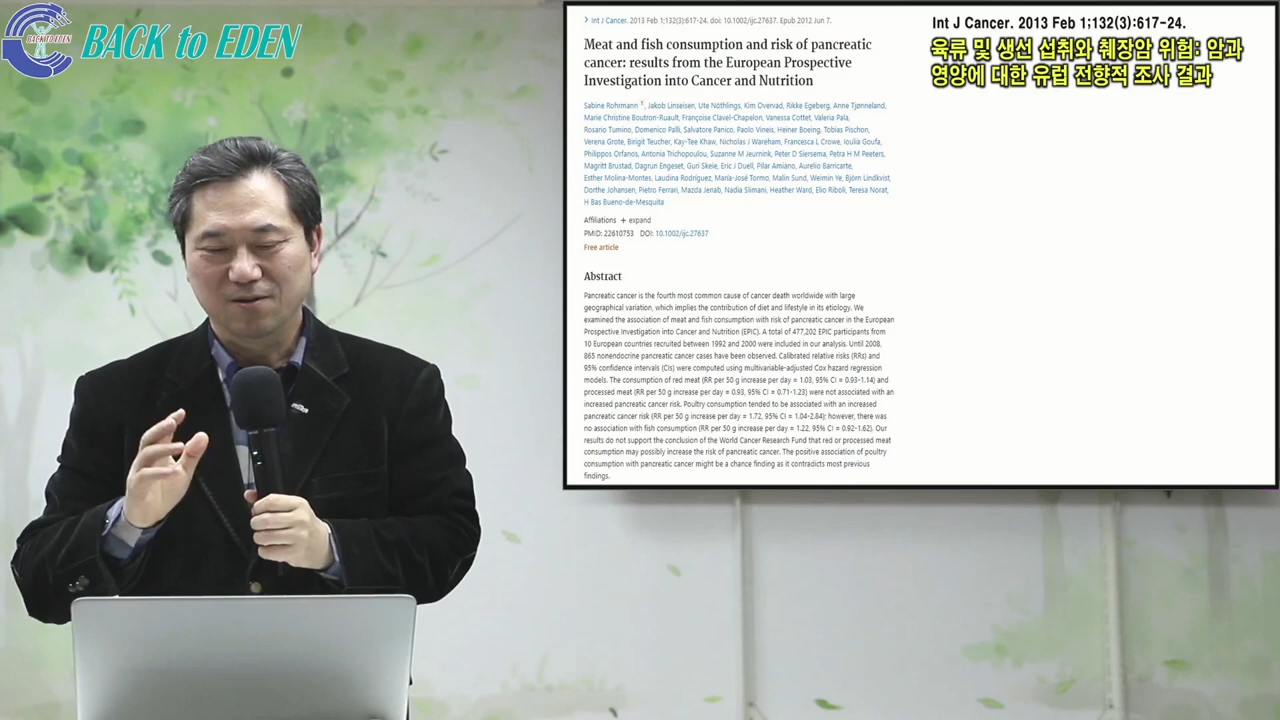 BACK TO EDEN
BACK to EDEN
Int J Cancer. 2013 Feb 1;132(3):617-24. doi: 10.1002/ijc.27637. Epub 2012 Jun 7.
Meat and fish consumption and risk of pancreatic
cancer: results from the European Prospective
Investigation into Cancer and Nutrition
Sabine Rohrmann 1, Jakob Linseisen, Ute Nöthlings, Kim Overvad, Rikke Egeberg, Anne Tjønneland,
Marie Christine Boutron-Ruault, Françoise Clavel-Chapelon, Vanessa Cottet, Valeria Pala,
Rosario Tumino, Domenico Palli, Salvatore Panico, Paolo Vineis, Heiner Boeing, Tobias Pischon,
Verena Grote, Birigit Teucher, Kay-Tee Khaw, Nicholas J Wareham, Francesca L Crowe, Ioulia Goufa,
Philippos Orfanos, Antonia Trichopoulou, Suzanne M Jeurnink, Peter D Siersema, Petra H M Peeters,
Magritt Brustad, Dagrun Engeset, Guri Skeie, Eric J Duell, Pilar Amiano, Aurelio Barricarte,
Esther Molina-Montes, Laudina Rodríguez, María-José Tormo, Malin Sund, Weimin Ye, Björn Lindkvist,
Dorthe Johansen, Pietro Ferrari, Mazda Jenab, Nadia Slimani, Heather Ward, Elio Riboli, Teresa Norat,
H Bas Bueno-de-Mesquita
Affiliations + expand
PMID: 22610753 DOI: 10.1002/ijc.27637
Free article
Abstract
Pancreatic cancer is the fourth most common cause of cancer death worldwide with large
geographical variation, which implies the contribution of diet and lifestyle in its etiology. We
examined the association of meat and fish consumption with risk of pancreatic cancer in the European
Prospective Investigation into Cancer and Nutrition (EPIC). A total of 477,202 EPIC participants from
10 European countries recruited between 1992 and 2000 were included in our analysis. Until 2008,
865 nonendocrine pancreatic cancer cases have been observed. Calibrated relative risks (RRs) and
95% confidence intervals (CIs) were computed using multivariable-adjusted Cox hazard regression
models. The consumption of red meat (RR per 50 g increase per day = 1.03, 95% CI = 0.93-1.14) and
processed meat (RR per 50 g increase per day = 0.93, 95% CI = 0.71-1.23) were not associated with an
increased pancreatic cancer risk. Poultry consumption tended to be associated with an increased
pancreatic cancer risk (RR per 50 g increase per day = 1.72, 95% CI = 1.04-2.84); however, there was
no association with fish consumption (RR per 50 g increase per day = 1.22, 95% CI = 0.92-1.62). Our
results do not support the conclusion of the World Cancer Research Fund that red or processed meat
consumption may possibly increase the risk of pancreatic cancer. The positive association of poultry
consumption with pancreatic cancer might be a chance finding as it contradicts most previous
findings.
Int J Cancer. 2013 Feb 1;132(3):617-24.
육류 및 생선 섭취와 췌장암 위험: 암과
영양에 대한 유럽 전향적 조사 결과